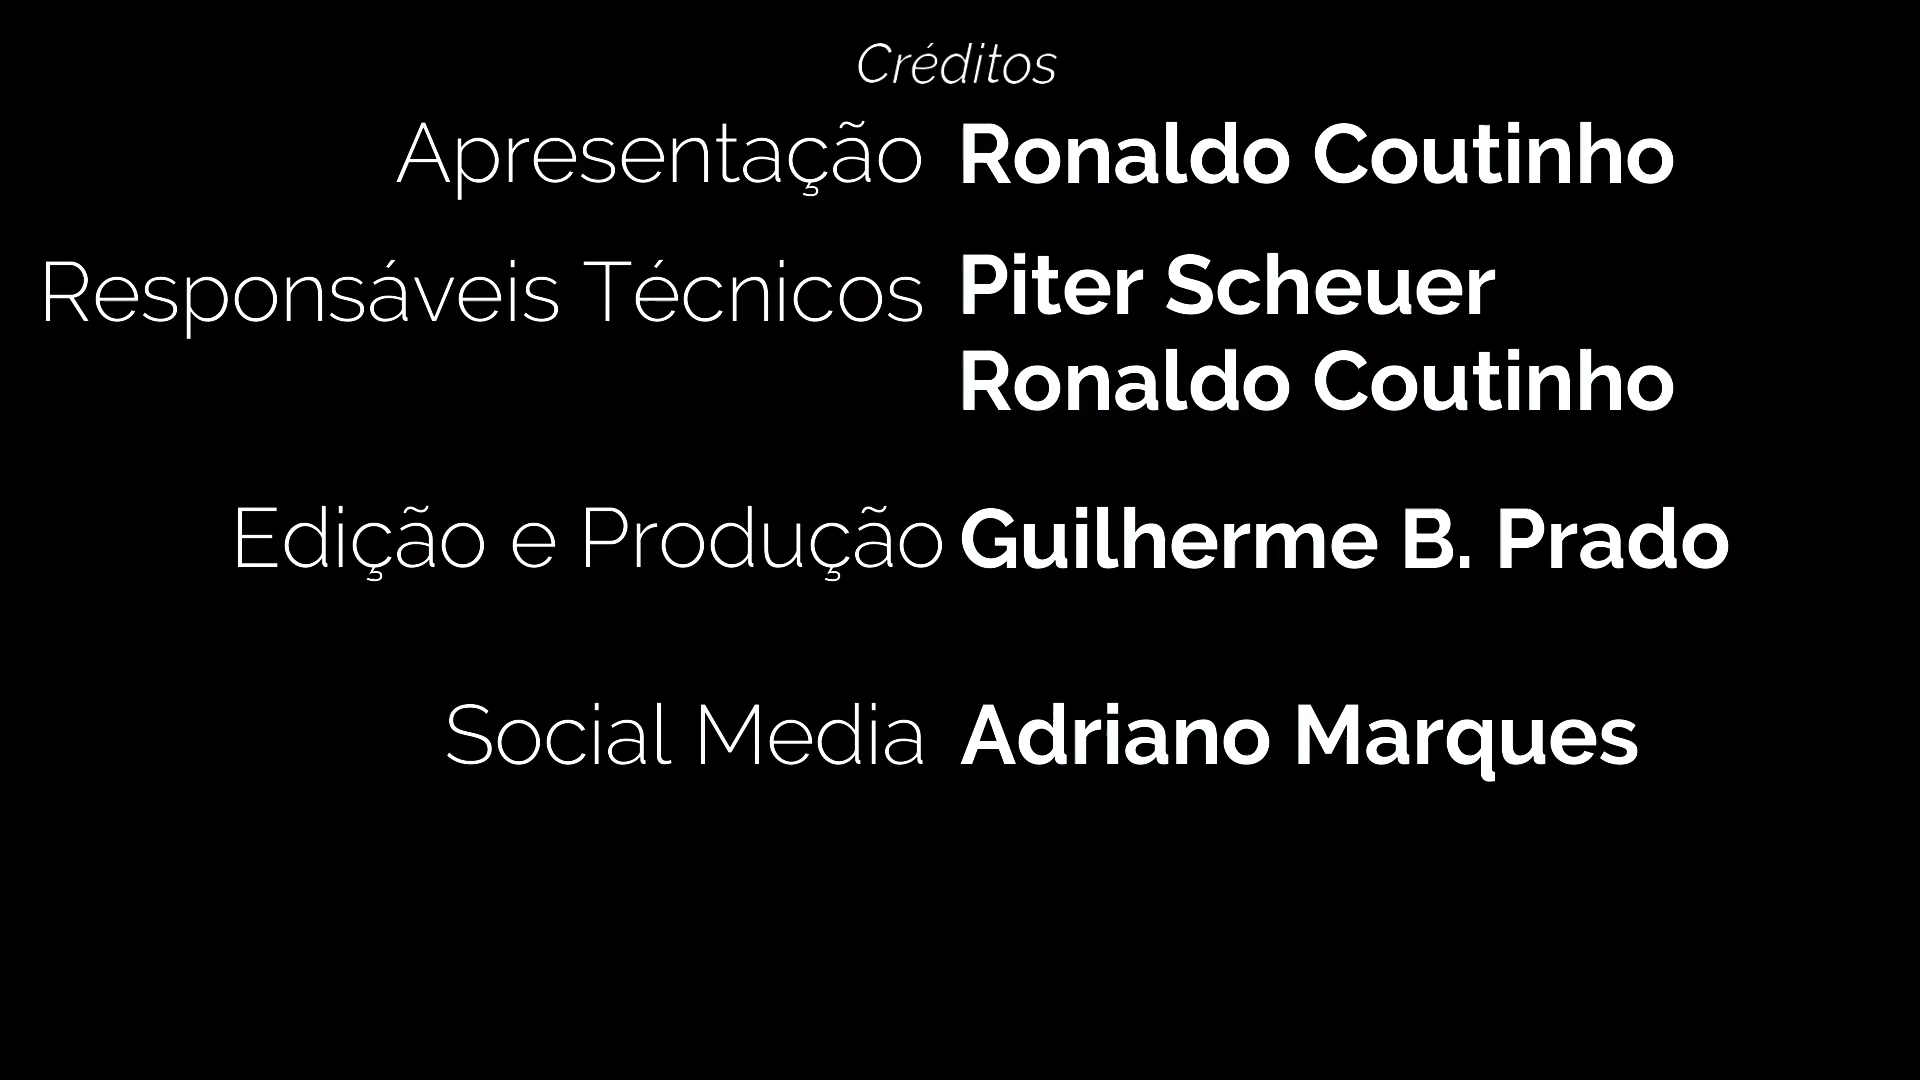 Créditos
Apresentação Ronaldo Coutinho
Responsáveis Técnicos Piter Scheuer
Ronaldo Coutinho
Edição e Produção Guilherme B. Prado
Social Media Adriano Marques